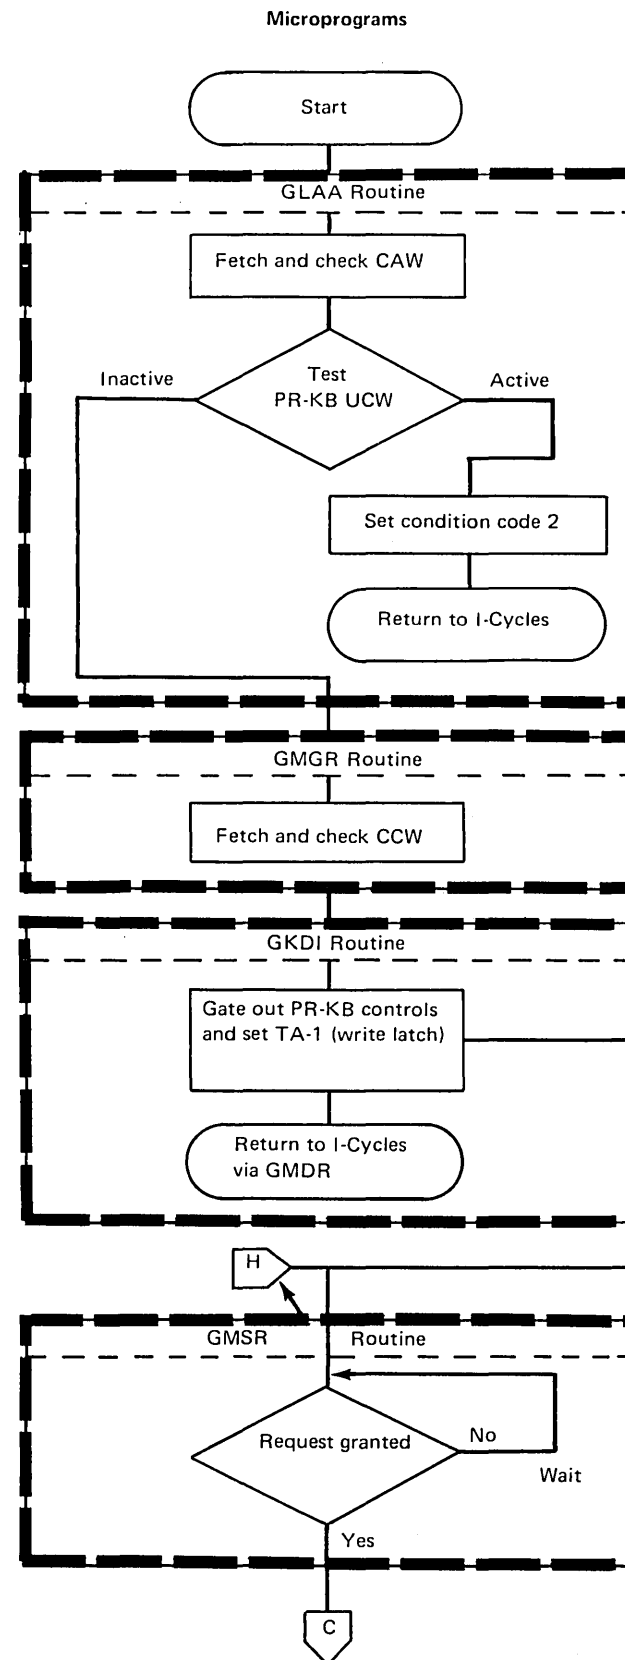 Microprograms
Start
GLAA Routine
Fetch and check CAW
Test
PR-KB UCW
Inactive
Active
Set condition code 2
Return to I-Cycles
GMGR Routine
Fetch and check CCW
GKDI Routine
Gate out PR-KB controls
and set TA-1 (write latch)
Return to I-Cycles
via GMDR
H
GMSR Routine
Request granted
No
Wait
Yes
C